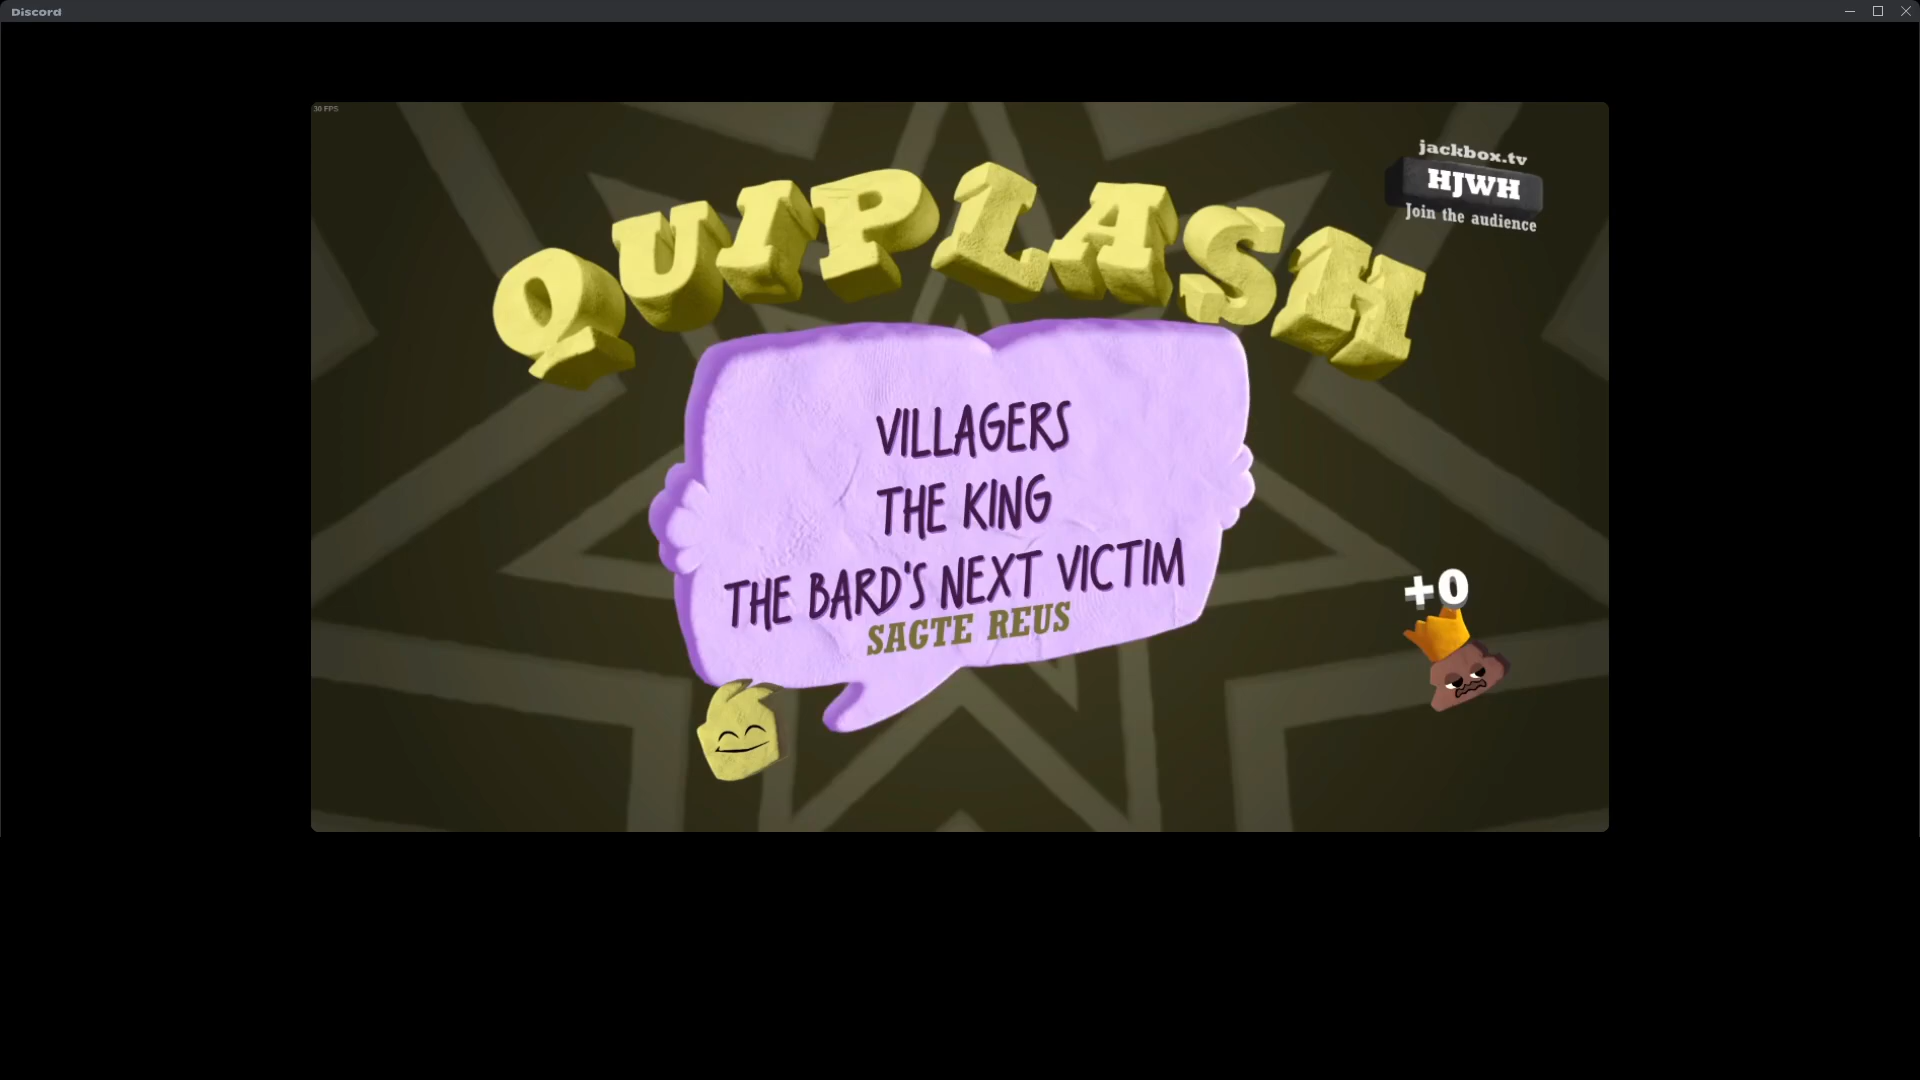 Discord
30 FPS
jackbox.tv
HJWH
Join the audience
QUIPLASH
VILLAGERS
THE KING
THE BARD'S NEXT VICTIM
SAGTE REUS
+0